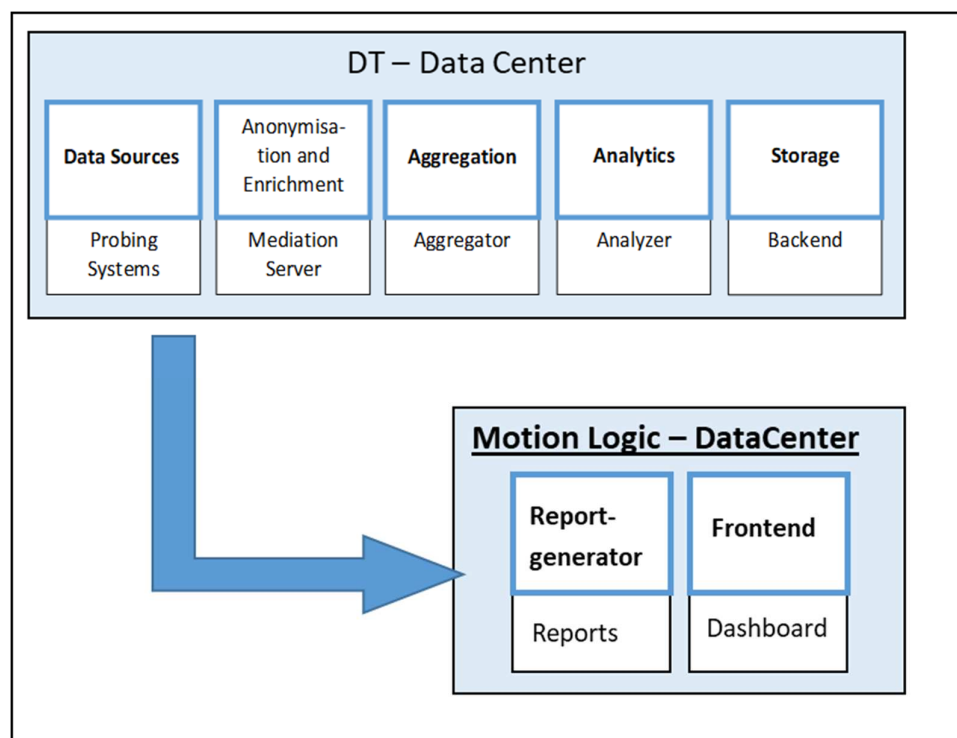 DT – Data Center
Data Sources
Anonymisa-
tion and
Enrichment
Aggregation
Analytics
Storage
Probing
Systems
Mediation
Server
Aggregator
Analyzer
Backend
Motion Logic – DataCenter
Report-
generator
Frontend
Reports
Dashboard